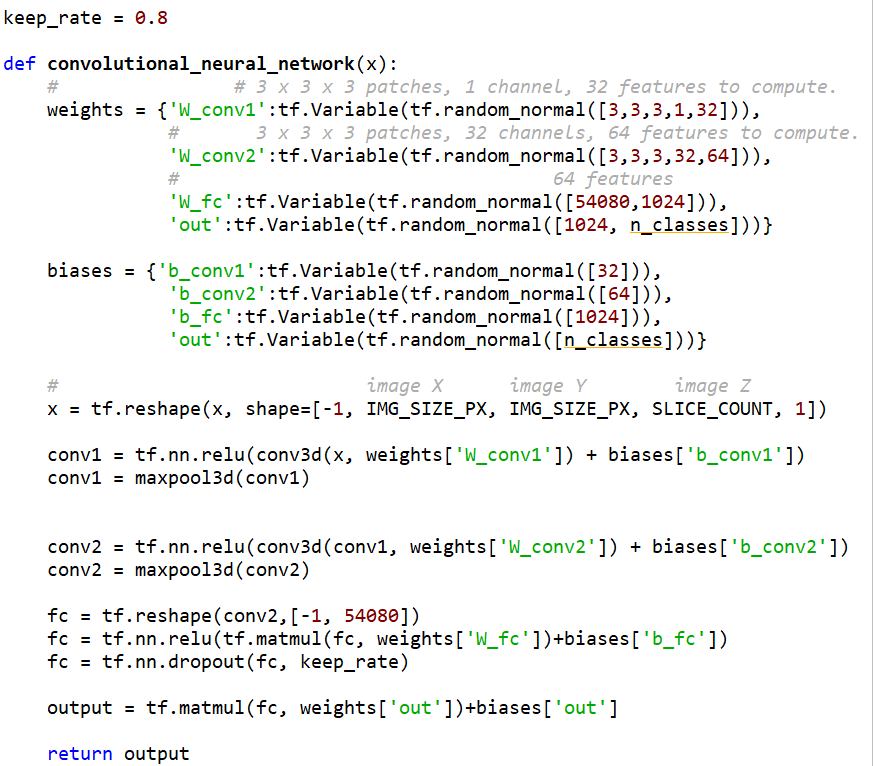 keep_rate = 0.8
def convolutional_neural_network(x):
    #                # 3 x 3 x 3 patches, 1 channel, 32 features to compute.
    weights = {'W_conv1':tf.Variable(tf.random_normal([3,3,3,1,32])),
               #       3 x 3 x 3 patches, 32 channels, 64 features to compute.
               'W_conv2':tf.Variable(tf.random_normal([3,3,3,32,64])),
               #                                  64 features
               'W_fc':tf.Variable(tf.random_normal([54080,1024])),
               'out':tf.Variable(tf.random_normal([1024, n_classes]))}
    biases = {'b_conv1':tf.Variable(tf.random_normal([32])),
               'b_conv2':tf.Variable(tf.random_normal([64])),
               'b_fc':tf.Variable(tf.random_normal([1024])),
               'out':tf.Variable(tf.random_normal([n_classes]))}
    #                            image X      image Y        image Z
    x = tf.reshape(x, shape=[-1, IMG_SIZE_PX, IMG_SIZE_PX, SLICE_COUNT, 1])
    conv1 = tf.nn.relu(conv3d(x, weights['W_conv1']) + biases['b_conv1'])
    conv1 = maxpool3d(conv1)
    conv2 = tf.nn.relu(conv3d(conv1, weights['W_conv2']) + biases['b_conv2'])
    conv2 = maxpool3d(conv2)
    fc = tf.reshape(conv2,[-1, 54080])
    fc = tf.nn.relu(tf.matmul(fc, weights['W_fc'])+biases['b_fc'])
    fc = tf.nn.dropout(fc, keep_rate)
    output = tf.matmul(fc, weights['out'])+biases['out']
    return output